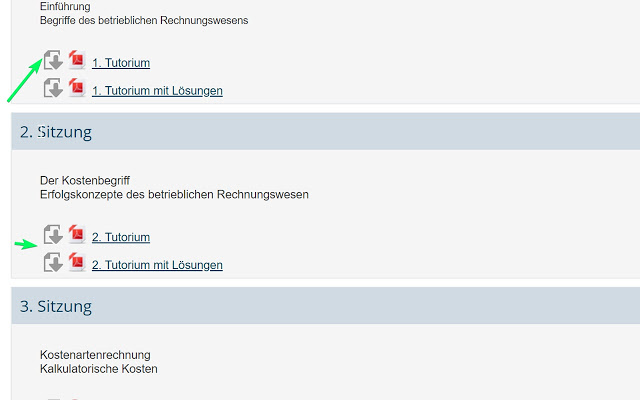 Einführung
Begriffe des betrieblichen Rechnungswesens
1. Tutorium
1. Tutorium mit Lösungen
2. Sitzung
Der Kostenbegriff
Erfolgskonzepte des betrieblichen Rechnungswesen
2. Tutorium
2. Tutorium mit Lösungen
3. Sitzung
Kostenartenrechnung
Kalkulatorische Kosten